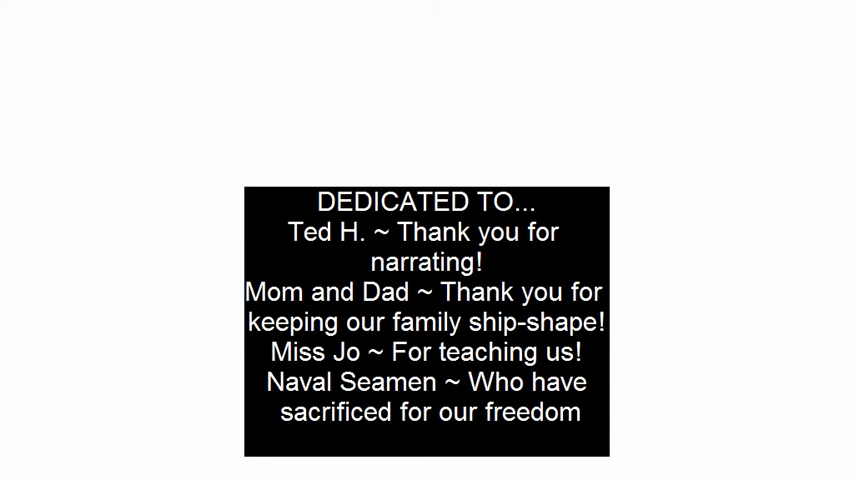 DEDICATED TO...
Ted H. ~ Thank you for
narrating!
Mom and Dad ~ Thank you for
keeping our family ship-shape!
Miss Jo ~ For teaching us!
Naval Seamen ~ Who have
sacrificed for our freedom